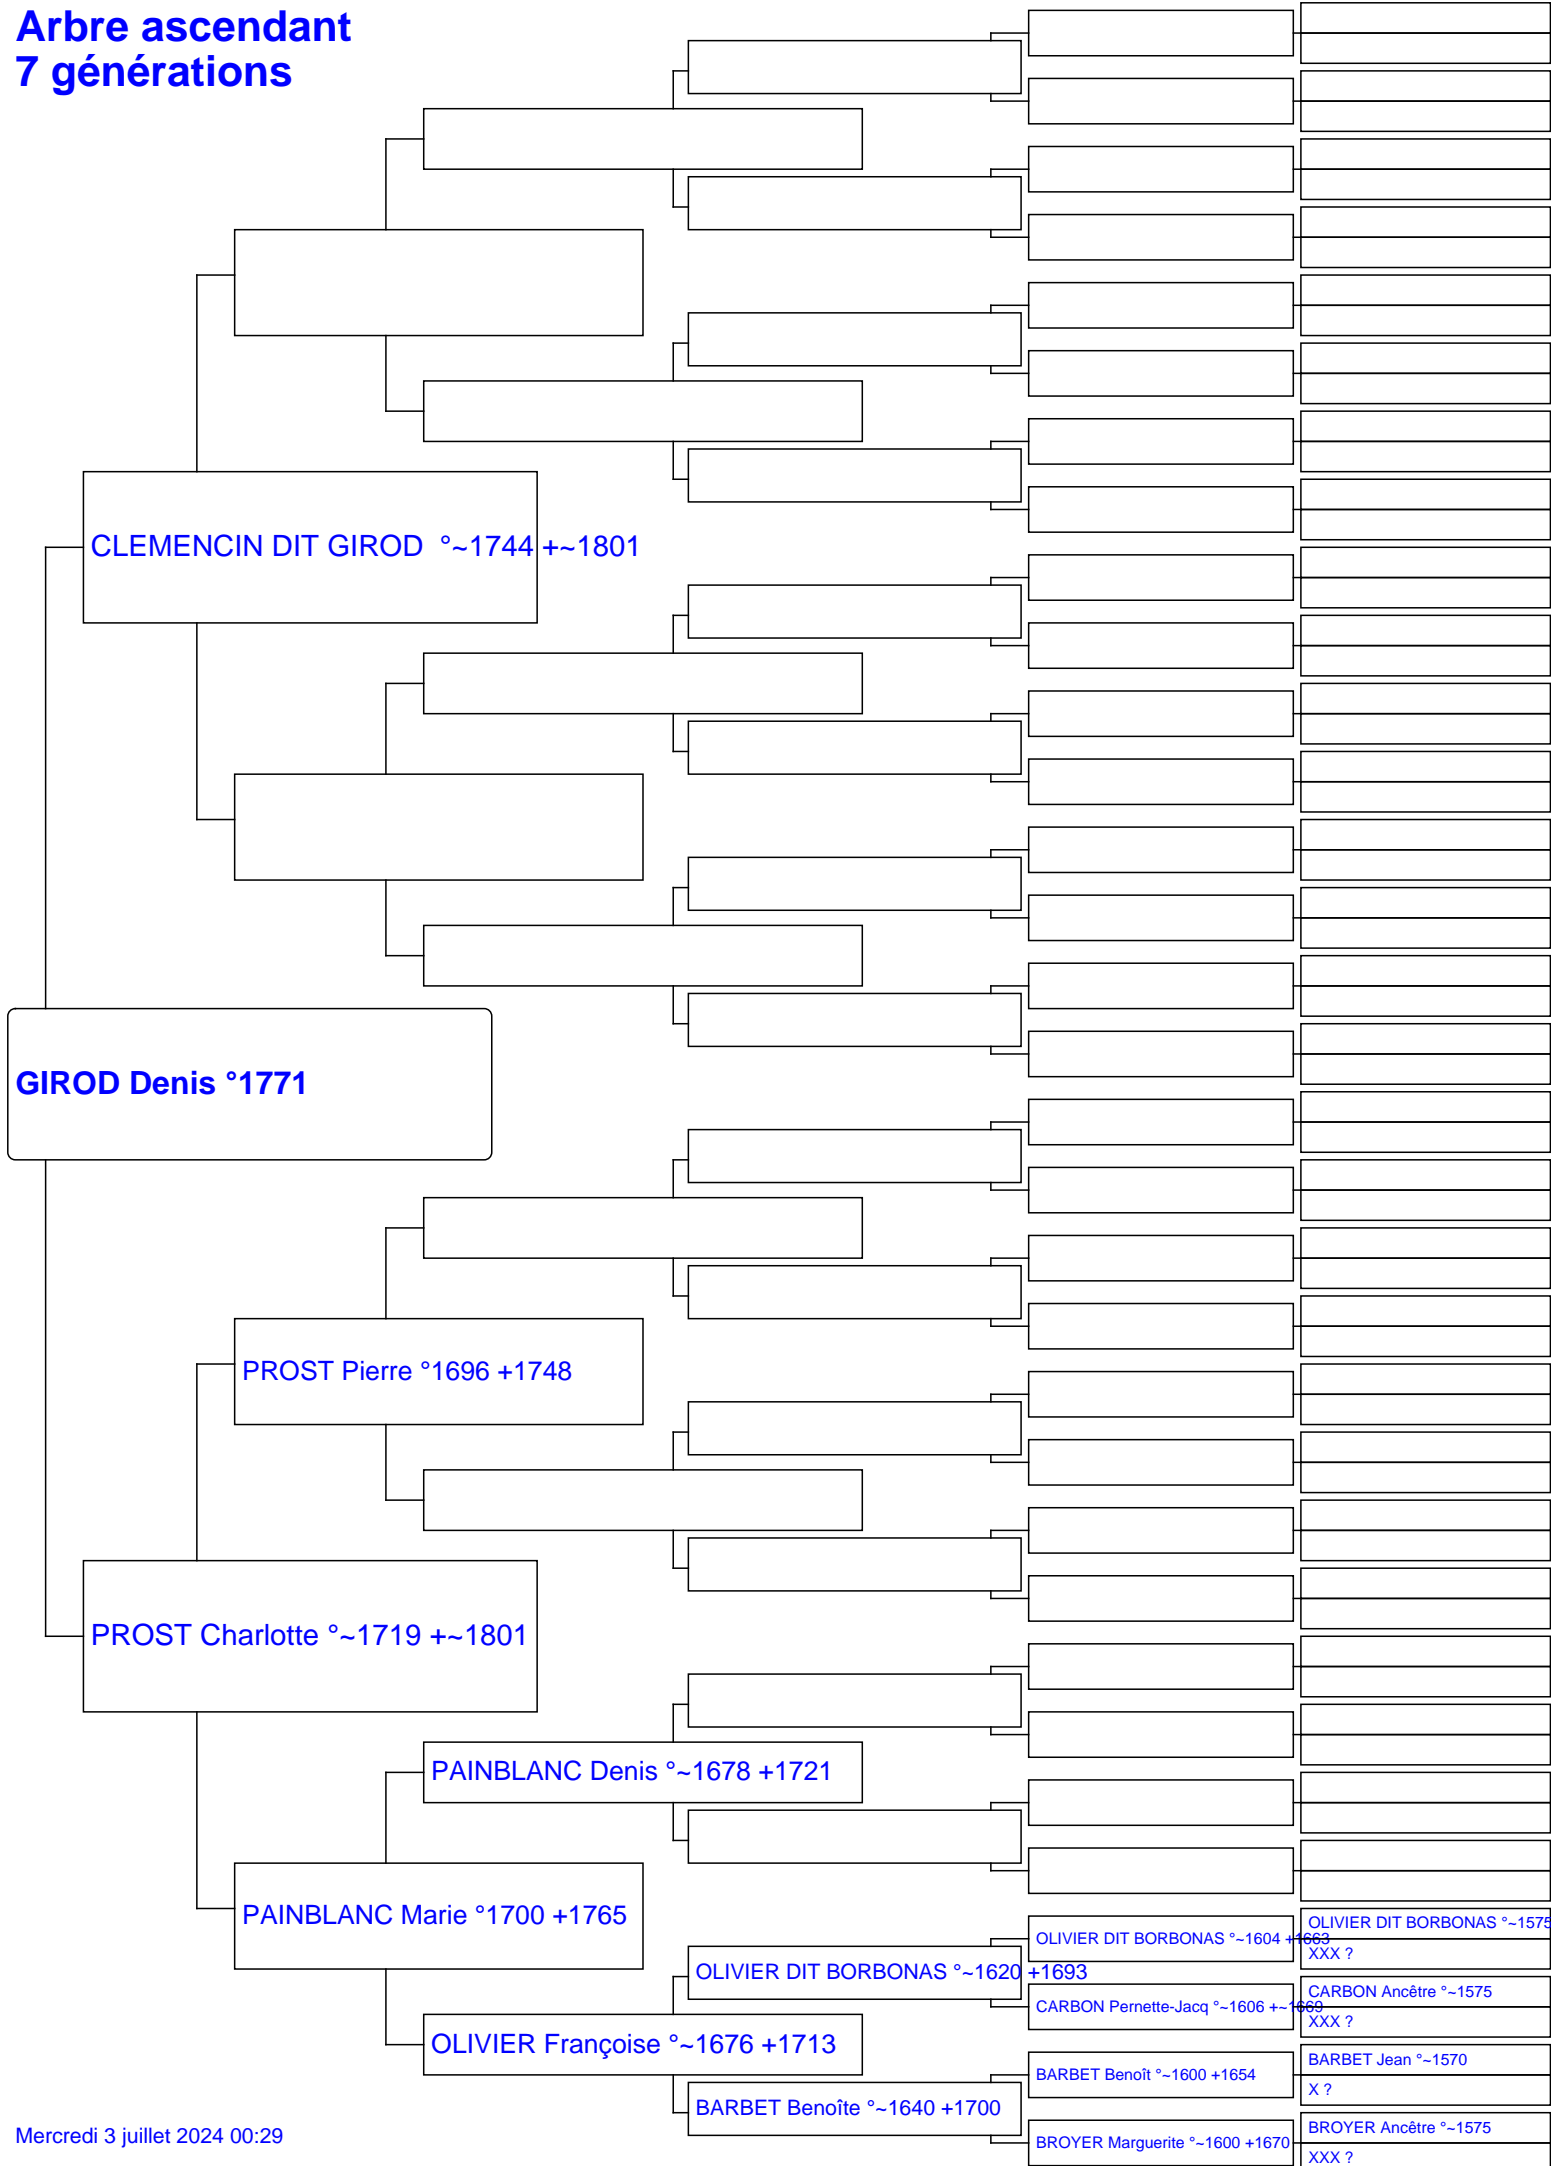 Arbre ascendant
7 générations
CLEMENCIN DIT GIROD  °~1744 +~1801
GIROD Denis °1771
PROST Pierre °1696 +1748
PROST Charlotte °~1719 +~1801
PAINBLANC Denis °~1678 +1721
PAINBLANC Marie °1700 +1765
OLIVIER DIT BORBONAS °~1575
OLIVIER DIT BORBONAS °~1604 +1663
XXX ?
OLIVIER DIT BORBONAS °~1620 +1693
CARBON Ancêtre °~1575
CARBON Pernette-Jacq °~1606 +~1669
XXX ?
OLIVIER Françoise °~1676 +1713
BARBET Jean °~1570
BARBET Benoît °~1600 +1654
X ?
BARBET Benoîte °~1640 +1700
BROYER Ancêtre °~1575
BROYER Marguerite °~1600 +1670
XXX ?
Mercredi 3 juillet 2024 00:29